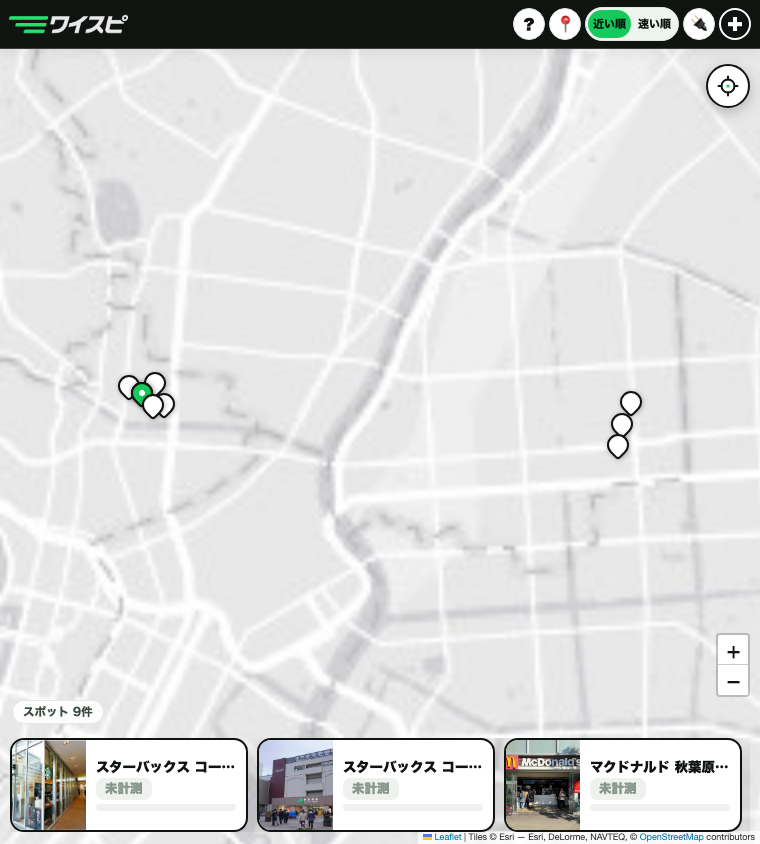 ワイスピ
?
近い順 速い順
+
−
スポット 9件
スターバックス コー…
未計測
スターバックス コー…
未計測
McDonald's
マクドナルド 秋葉原…
未計測
Leaflet | Tiles © Esri — Esri, DeLorme, NAVTEQ, © OpenStreetMap contributors